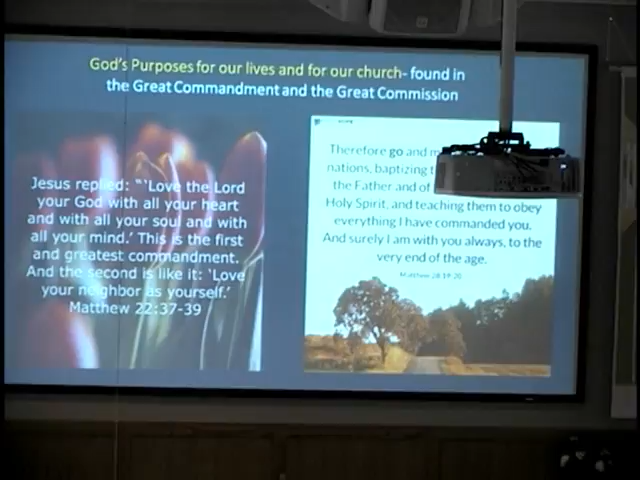 God's Purposes for our lives and for our church- found in
the Great Commandment and the Great Commission
Jesus replied: "'Love the Lord
your God with all your heart
and with all your soul and with
all your mind.' This is the first
and greatest commandment.
And the second is like it: 'Love
your neighbor as yourself.'
Matthew 22:37-39
Therefore go and
nations, baptizing
the Father and of
Holy Spirit, and teaching them to obey
everything I have commanded you.
And surely I am with you always, to the
very end of the age.
Matthew 28:19-20